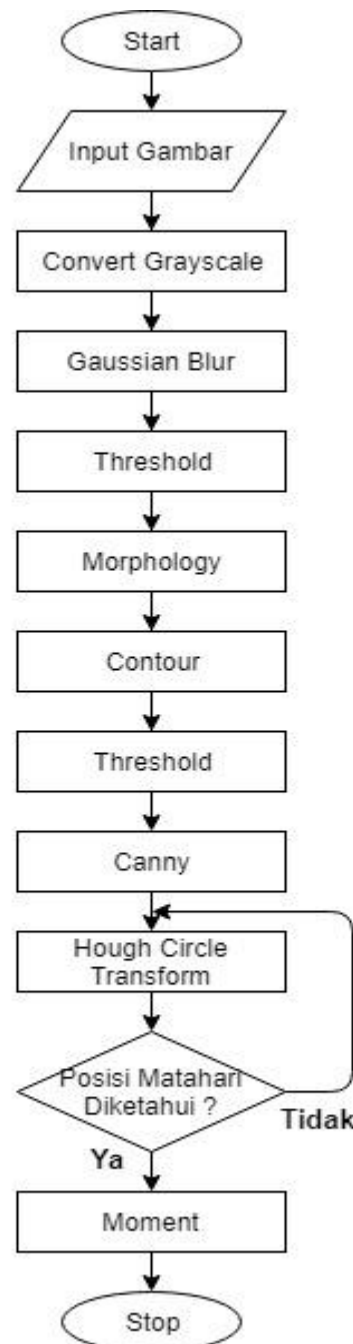 Start
Input Gambar
Convert Grayscale
Gaussian Blur
Threshold
Morphology
Contour
Threshold
Canny
Hough Circle
Transform
Posisi Matahari
Diketahui ?
Tidak
Ya
Moment
Stop